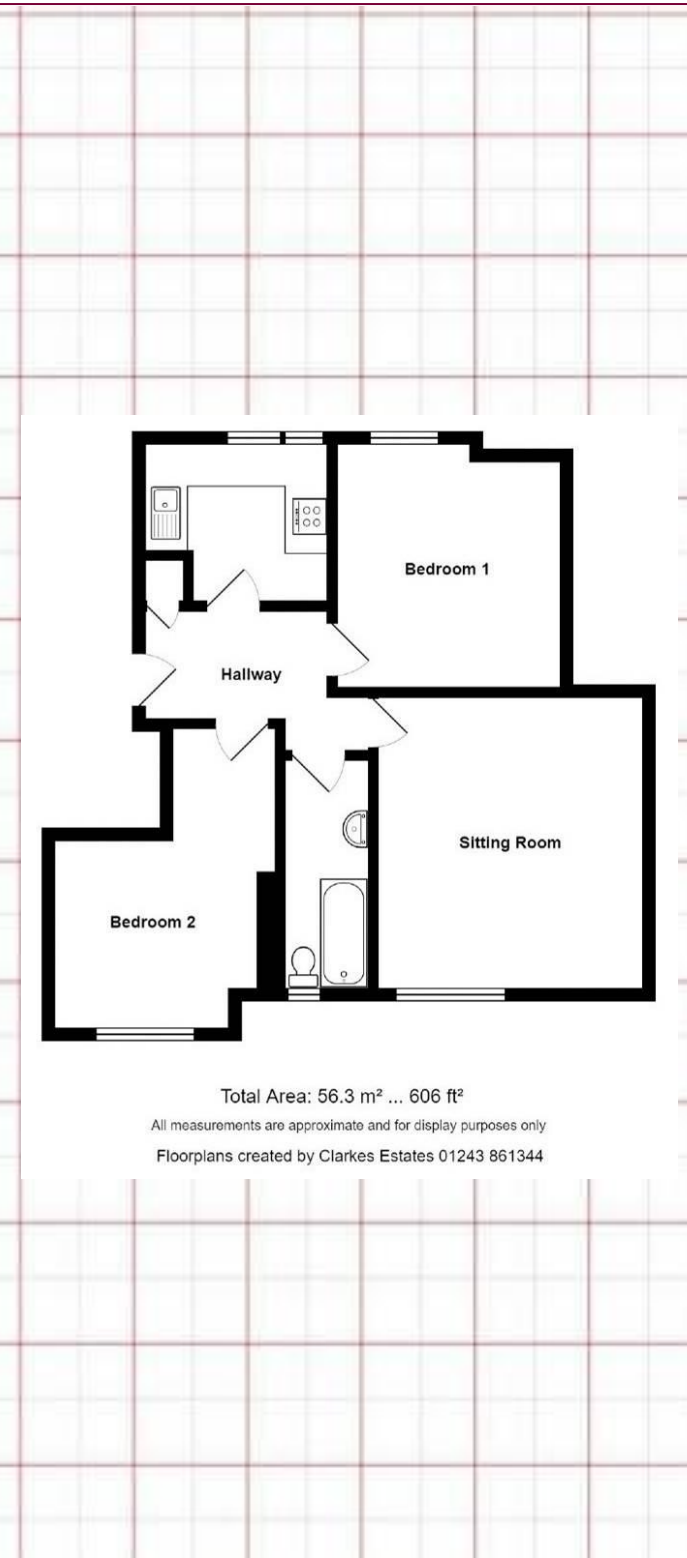 Bedroom 1
Hallway
Sitting Room
Bedroom 2
Total Area: 56.3 m² ... 606 ft²
All measurements are approximate and for display purposes only
Floorplans created by Clarkes Estates 01243 861344